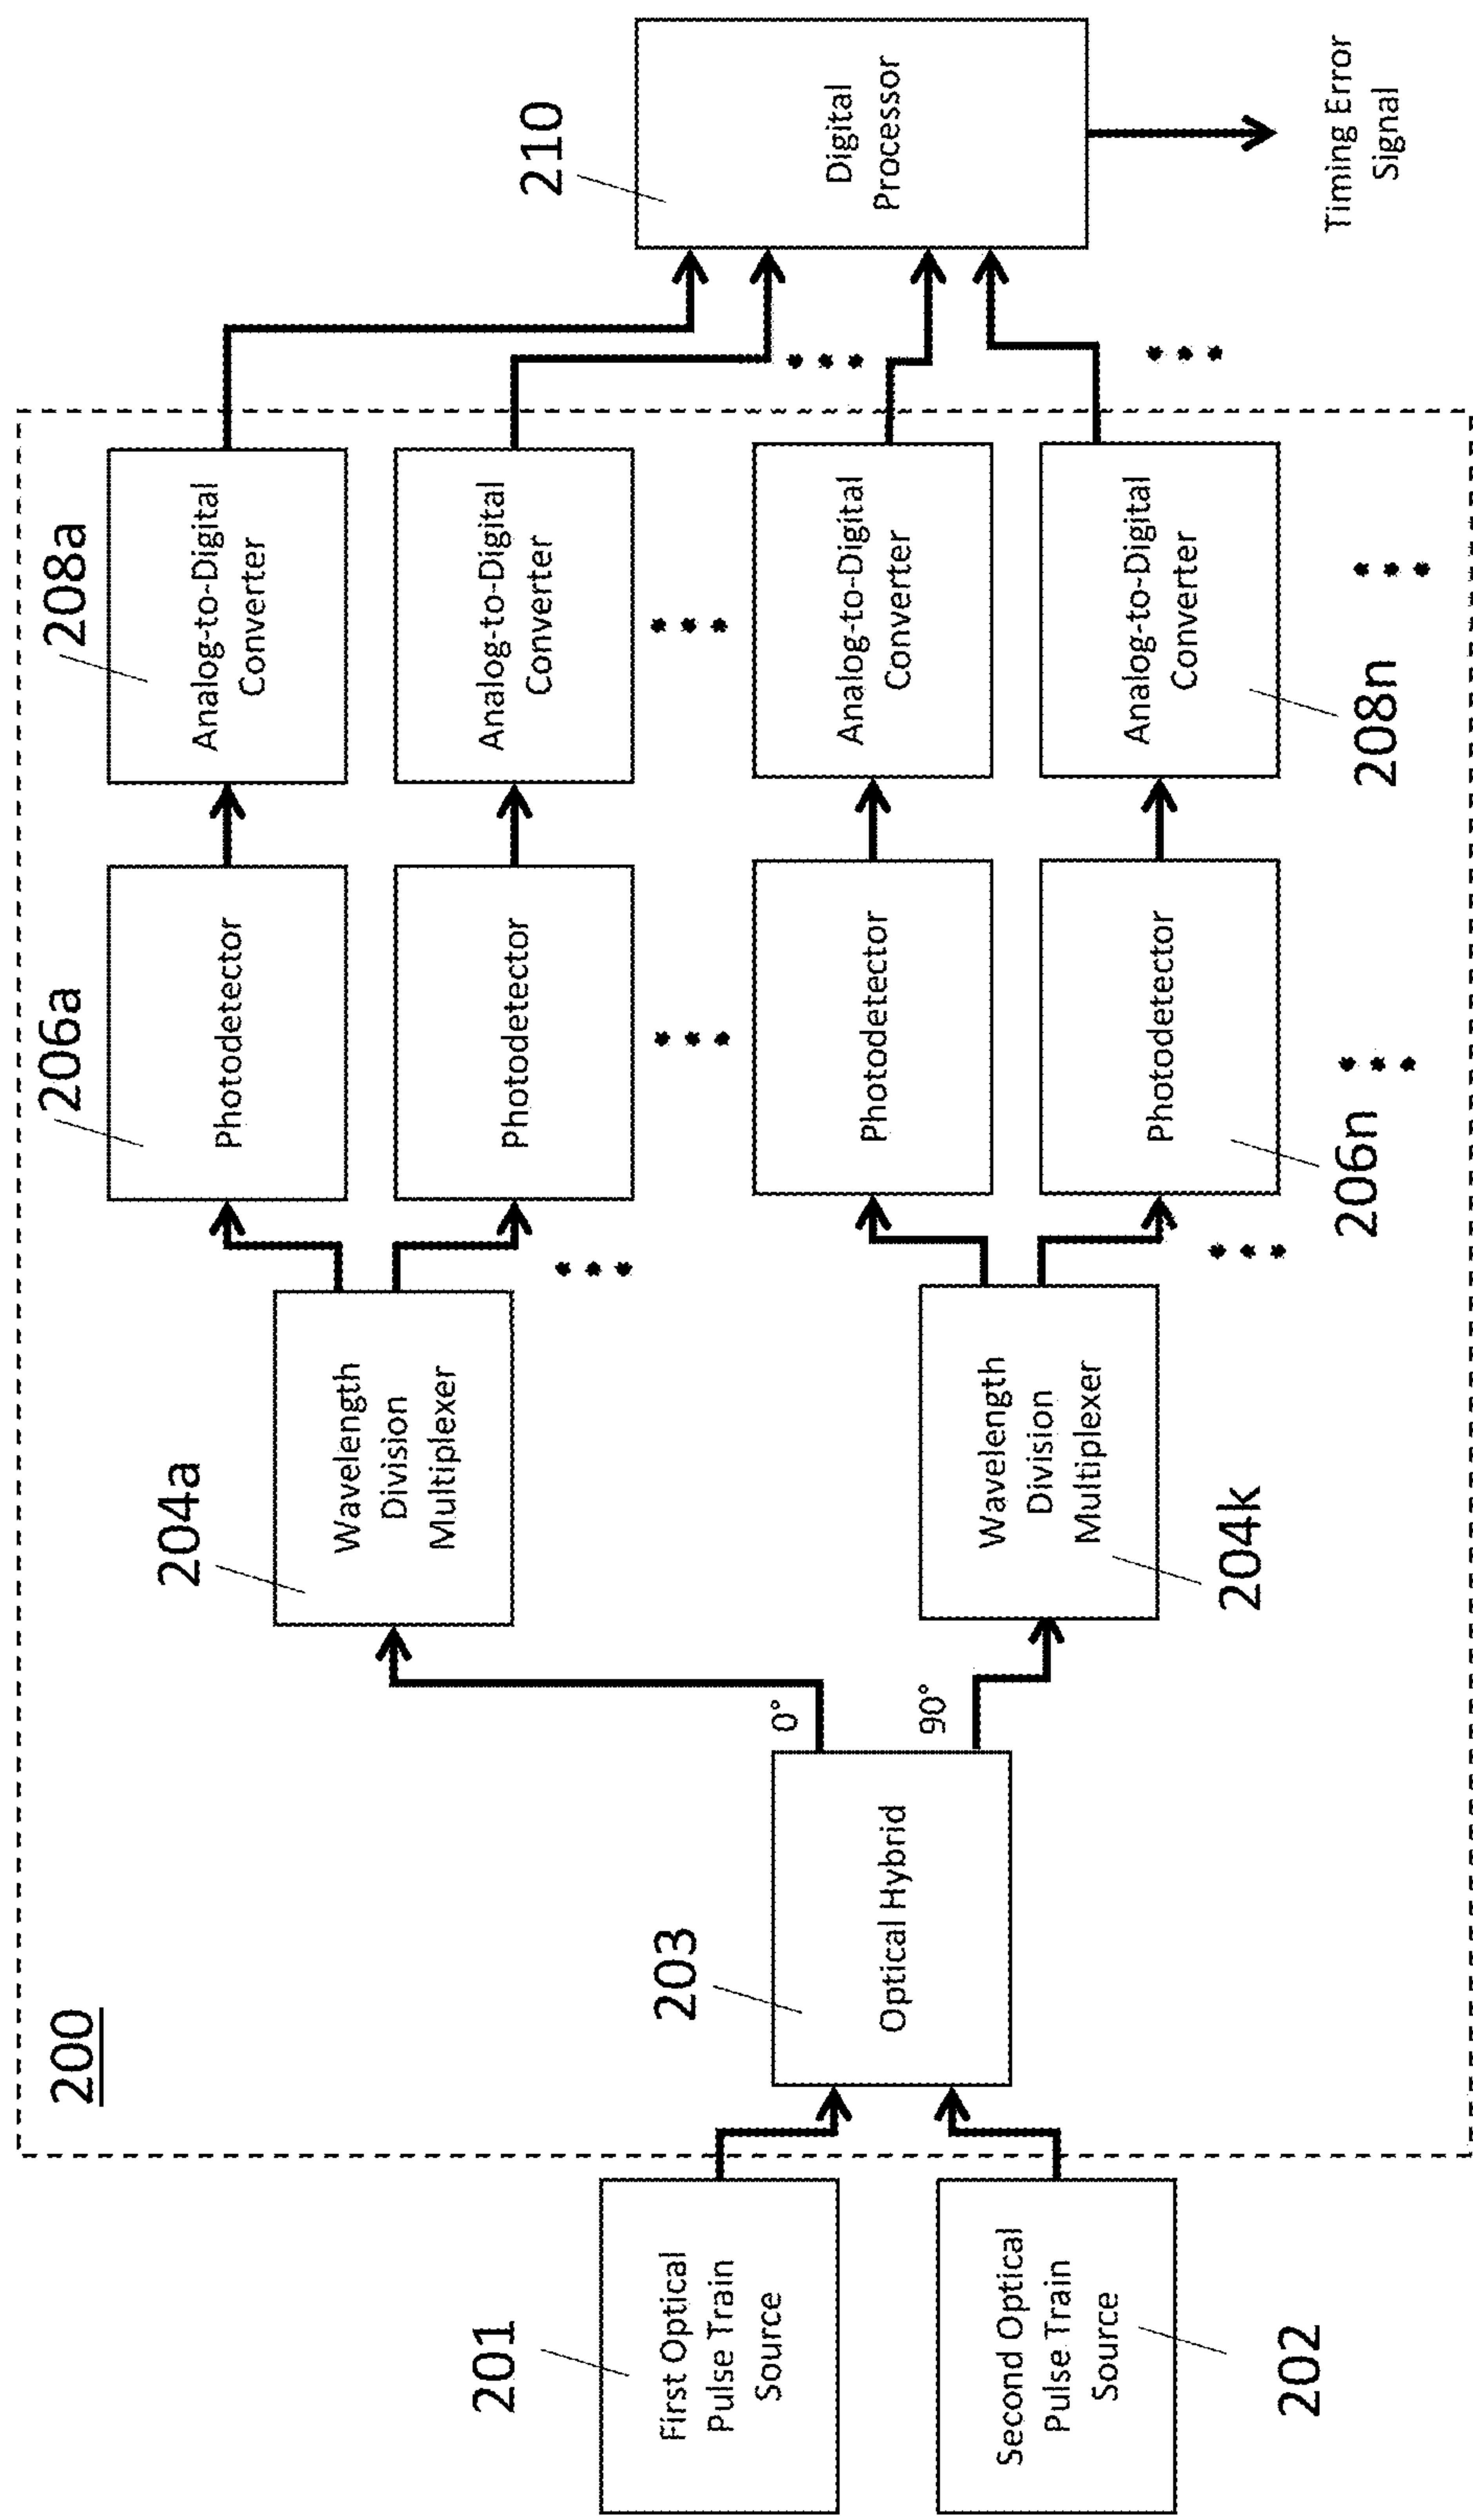 200
201
First Optical
Pulse Train
Source
Second Optical
Pulse Train
Source
202
203
Optical Hybrid
0°
90°
204a
Wavelength
Division
Multiplexer
Wavelength
Division
Multiplexer
204k
206a
Photodetector
Photodetector
Photodetector
Photodetector
206n
208a
Analog-to-Digital
Converter
Analog-to-Digital
Converter
Analog-to-Digital
Converter
Analog-to-Digital
Converter
208n
210
Digital
Processor
Timing Error
Signal